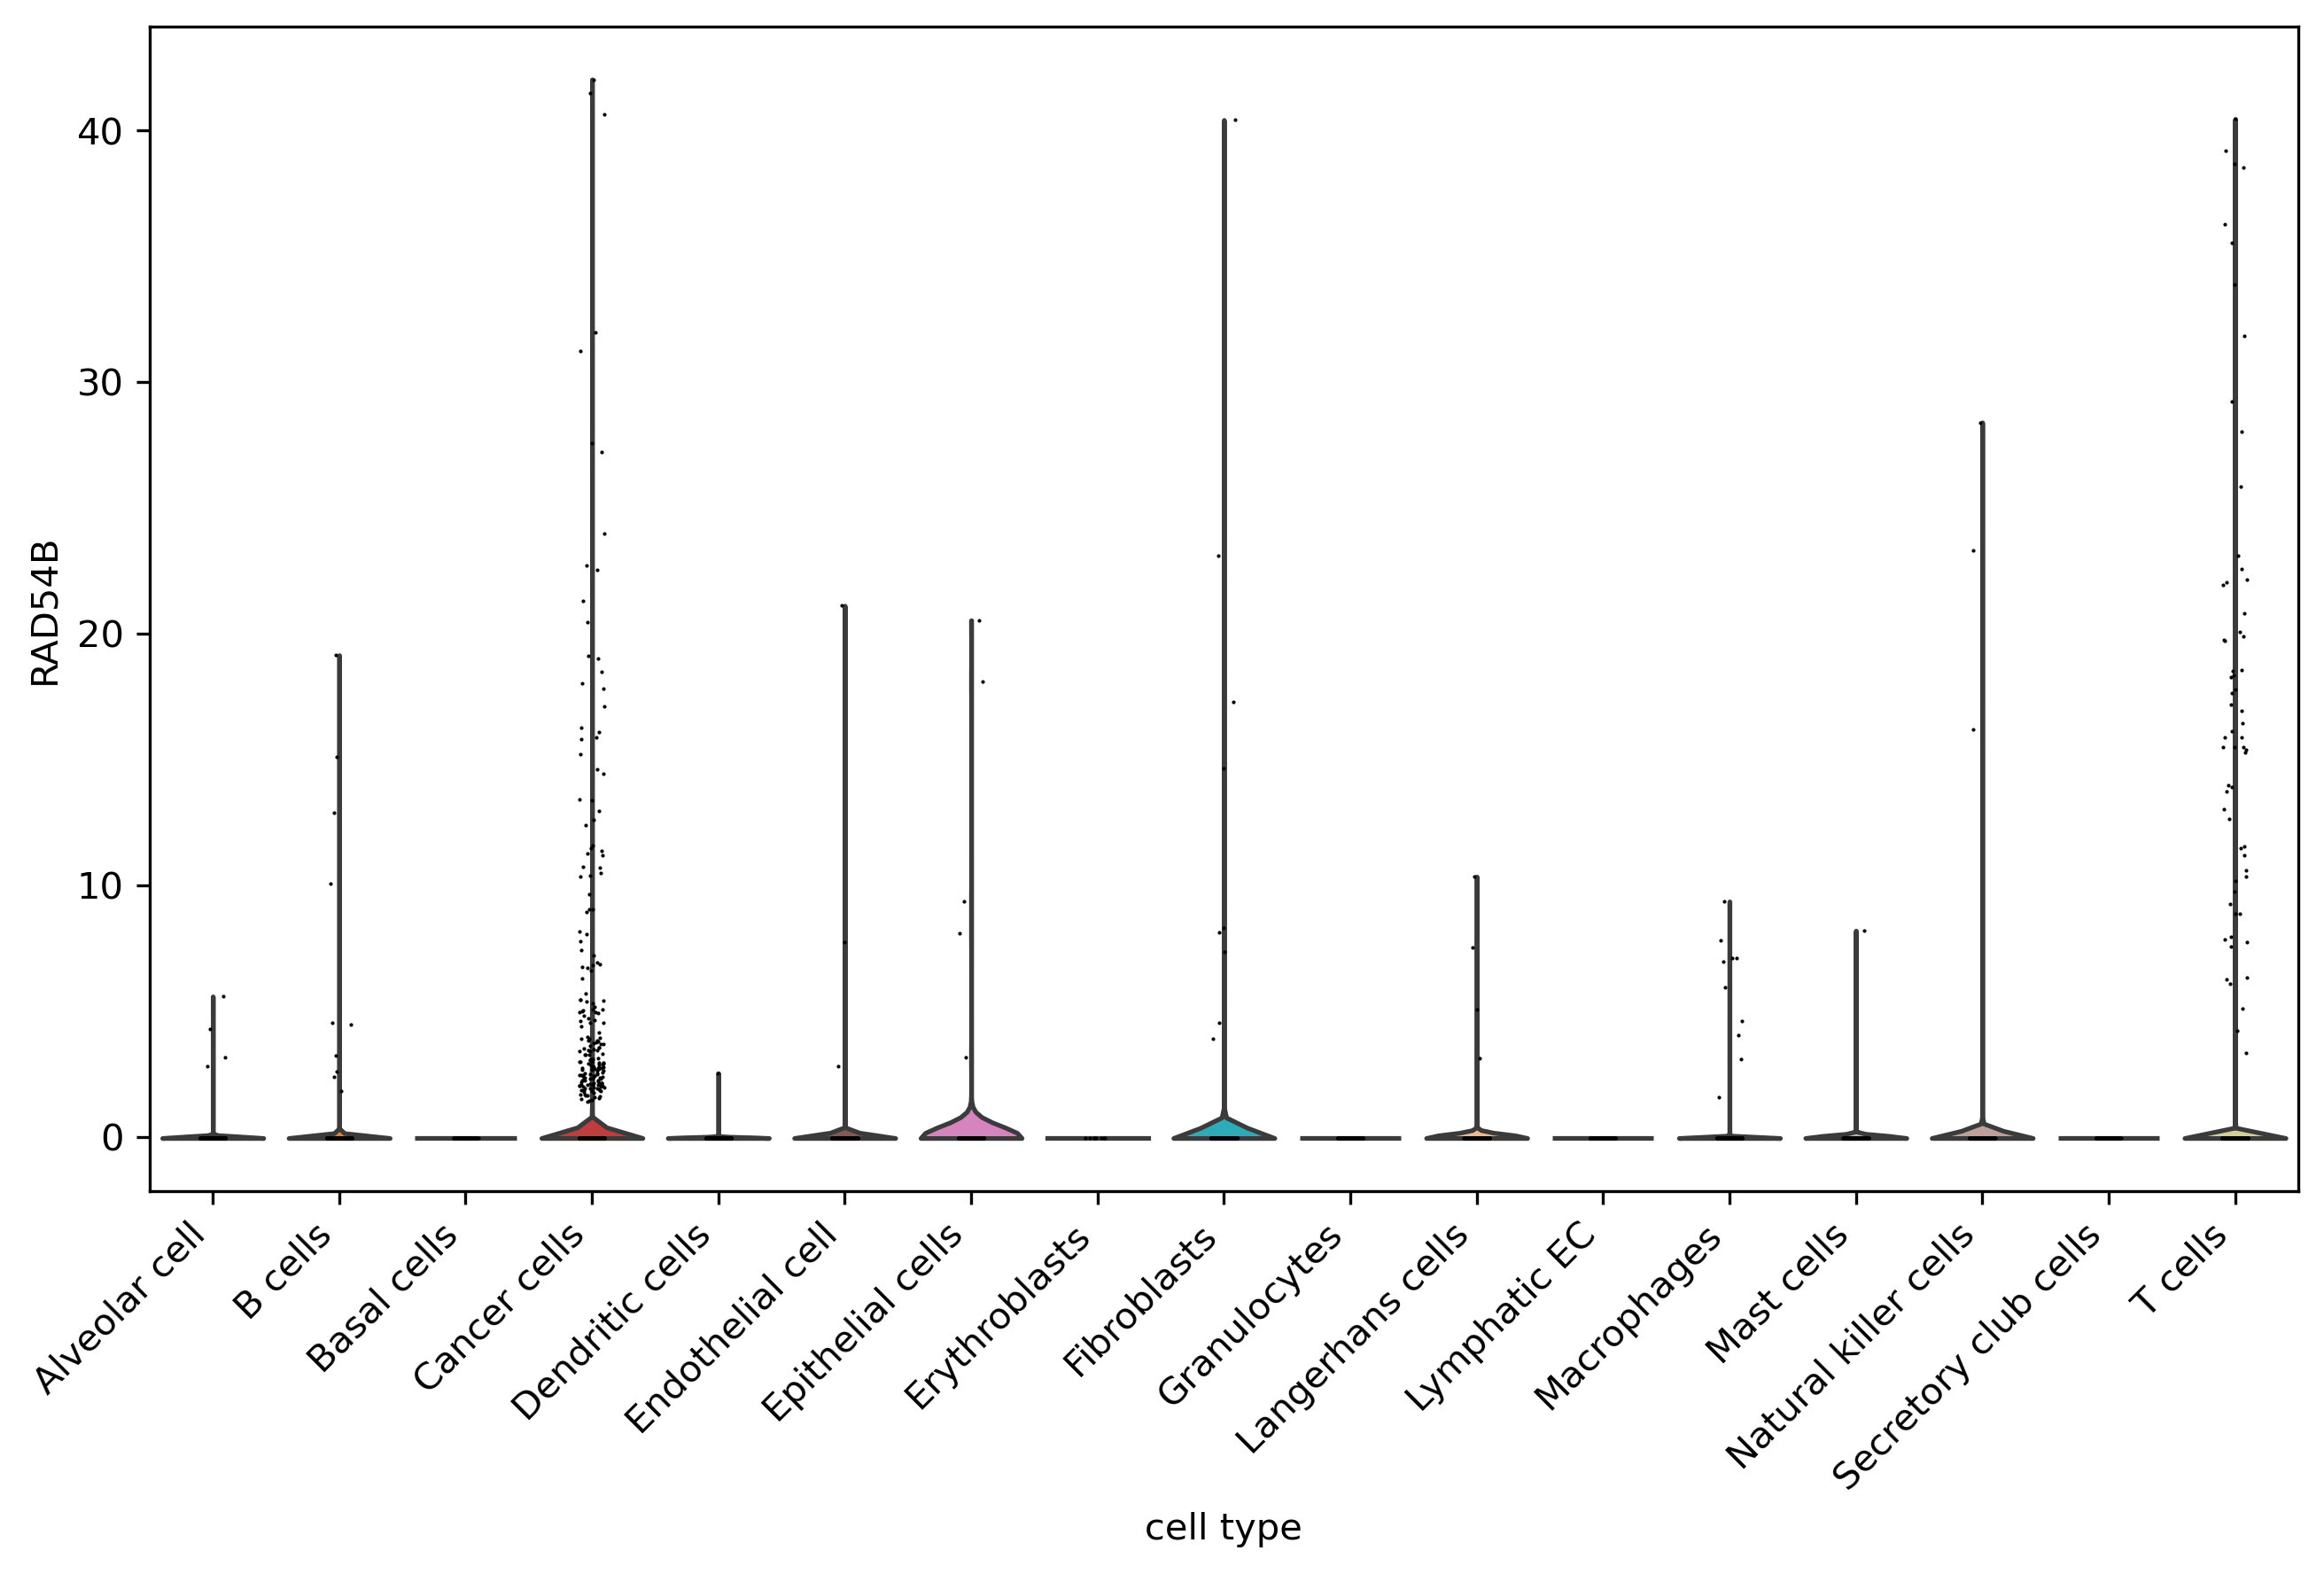 RAD54B
40
30
20
10
0
Alveolar cell
B cells
Basal cells
Cancer cells
Dendritic cells
Endothelial cell
Epithelial cells
Erythroblasts
Fibroblasts
Granulocytes
Langerhans cells
Lymphatic EC
Macrophages
Mast cells
Natural killer cells
Secretory club cells
T cells
cell type